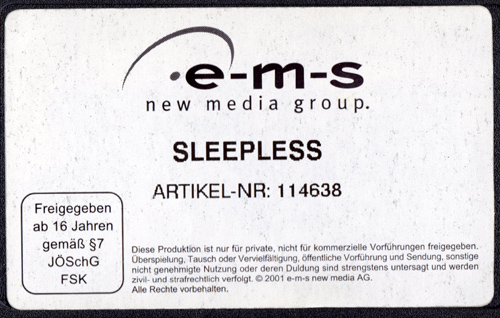 e-m-s
new media group.
SLEEPLESS
ARTIKEL-NR: 114638
Freigegeben
ab 16 Jahren
gemäß §7
JÖSchG
FSK
Diese Produktion ist nur für private, nicht für kommerzielle Vorführungen freigegeben.
Überspielung, Tausch oder Vervielfältigung, öffentliche Vorführung und Sendung, sonstige
nicht genehmigte Nutzung oder deren Duldung sind strengstens untersagt und werden
zivil- und strafrechtlich verfolgt. © 2001 e-m-s new media AG.
Alle Rechte vorbehalten.